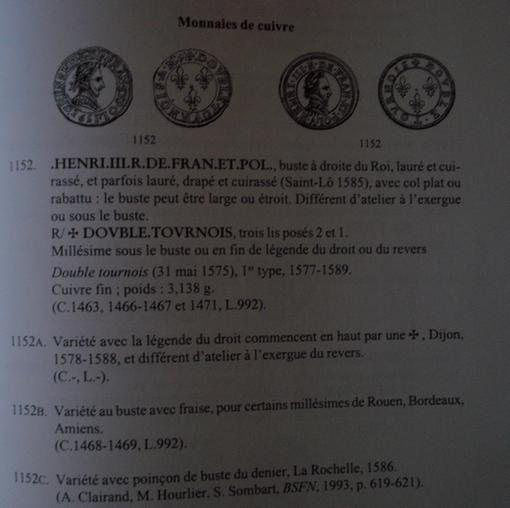 Monnaies de cuivre
1152
1152
1152. .HENRI.III.R.DE.FRAN.ET.POL., buste à droite du Roi, lauré et cui-
rassé, et parfois lauré, drapé et cuirassé (Saint-Lô 1585), avec col plat ou
rabattu : le buste peut être large ou étroit. Différent d'atelier à l'exergue
ou sous le buste.
R/ ✠ DOVBLE.TOVRNOIS, trois lis posés 2 et 1.
Millésime sous le buste ou en fin de légende du droit ou du revers
Double tournois (31 mai 1575), 1er type, 1577-1589.
Cuivre fin ; poids : 3,138 g.
(C.1463, 1466-1467 et 1471, L.992).
1152A. Variété avec la légende du droit commencent en haut par une ✠, Dijon,
1578-1588, et différent d'atelier à l'exergue du revers.
(C.-, L.-).
1152B. Variété au buste avec fraise, pour certains millésimes de Rouen, Bordeaux,
Amiens.
(C.1468-1469, L.992).
1152C. Variété avec poinçon de buste du denier, La Rochelle, 1586.
(A. Clairand, M. Hourlier, S. Sombart, BSFN, 1993, p. 619-621).